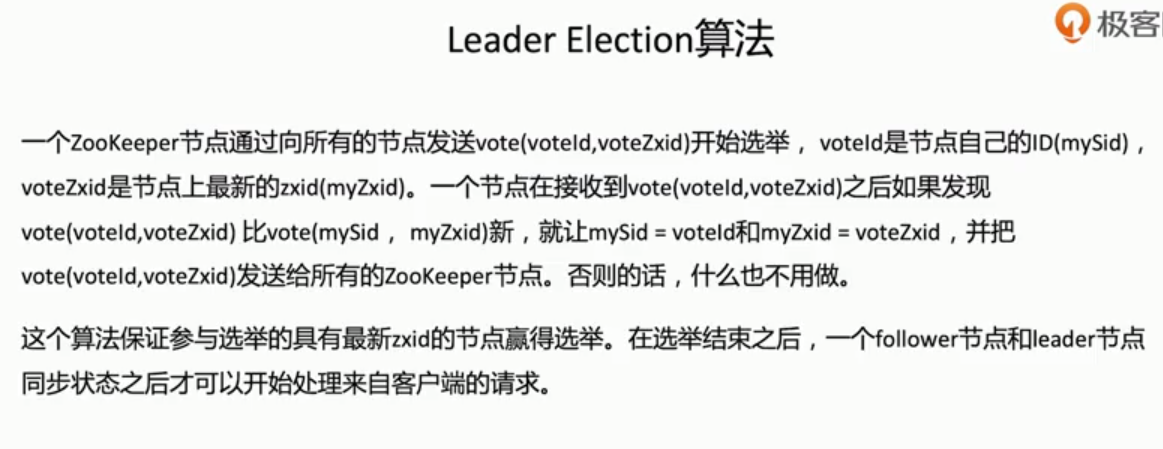 Leader Election算法
极客
一个ZooKeeper节点通过向所有的节点发送vote(voteId,voteZxid)开始选举，voteId是节点自己的ID(mySid)，
voteZxid是节点上最新的zxid(myZxid)。一个节点在接收到vote(voteId,voteZxid)之后如果发现
vote(voteId,voteZxid) 比vote(mySid，myZxid)新，就让mySid = voteId和myZxid = voteZxid，并把
vote(voteId,voteZxid)发送给所有的ZooKeeper节点。否则的话，什么也不用做。
这个算法保证参与选举的具有最新zxid的节点赢得选举。在选举结束之后，一个follower节点和leader节点
同步状态之后才可以开始处理来自客户端的请求。